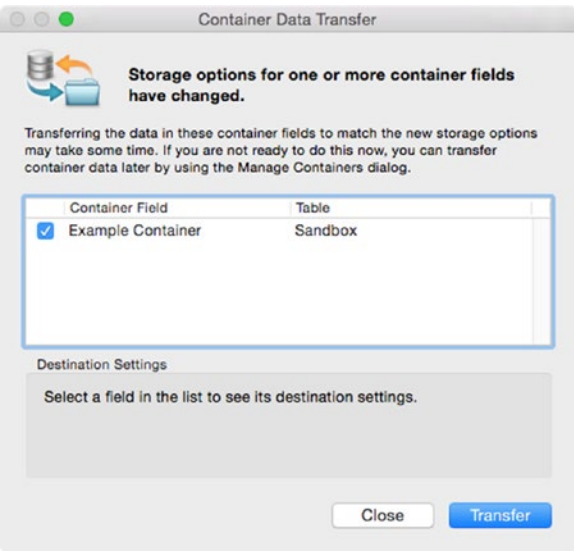 Container Data Transfer
Storage options for one or more container fields
have changed.
Transferring the data in these container fields to match the new storage options
may take some time. If you are not ready to do this now, you can transfer
container data later by using the Manage Containers dialog.
Container Field Table
Example Container Sandbox
Destination Settings
Select a field in the list to see its destination settings.
Close Transfer